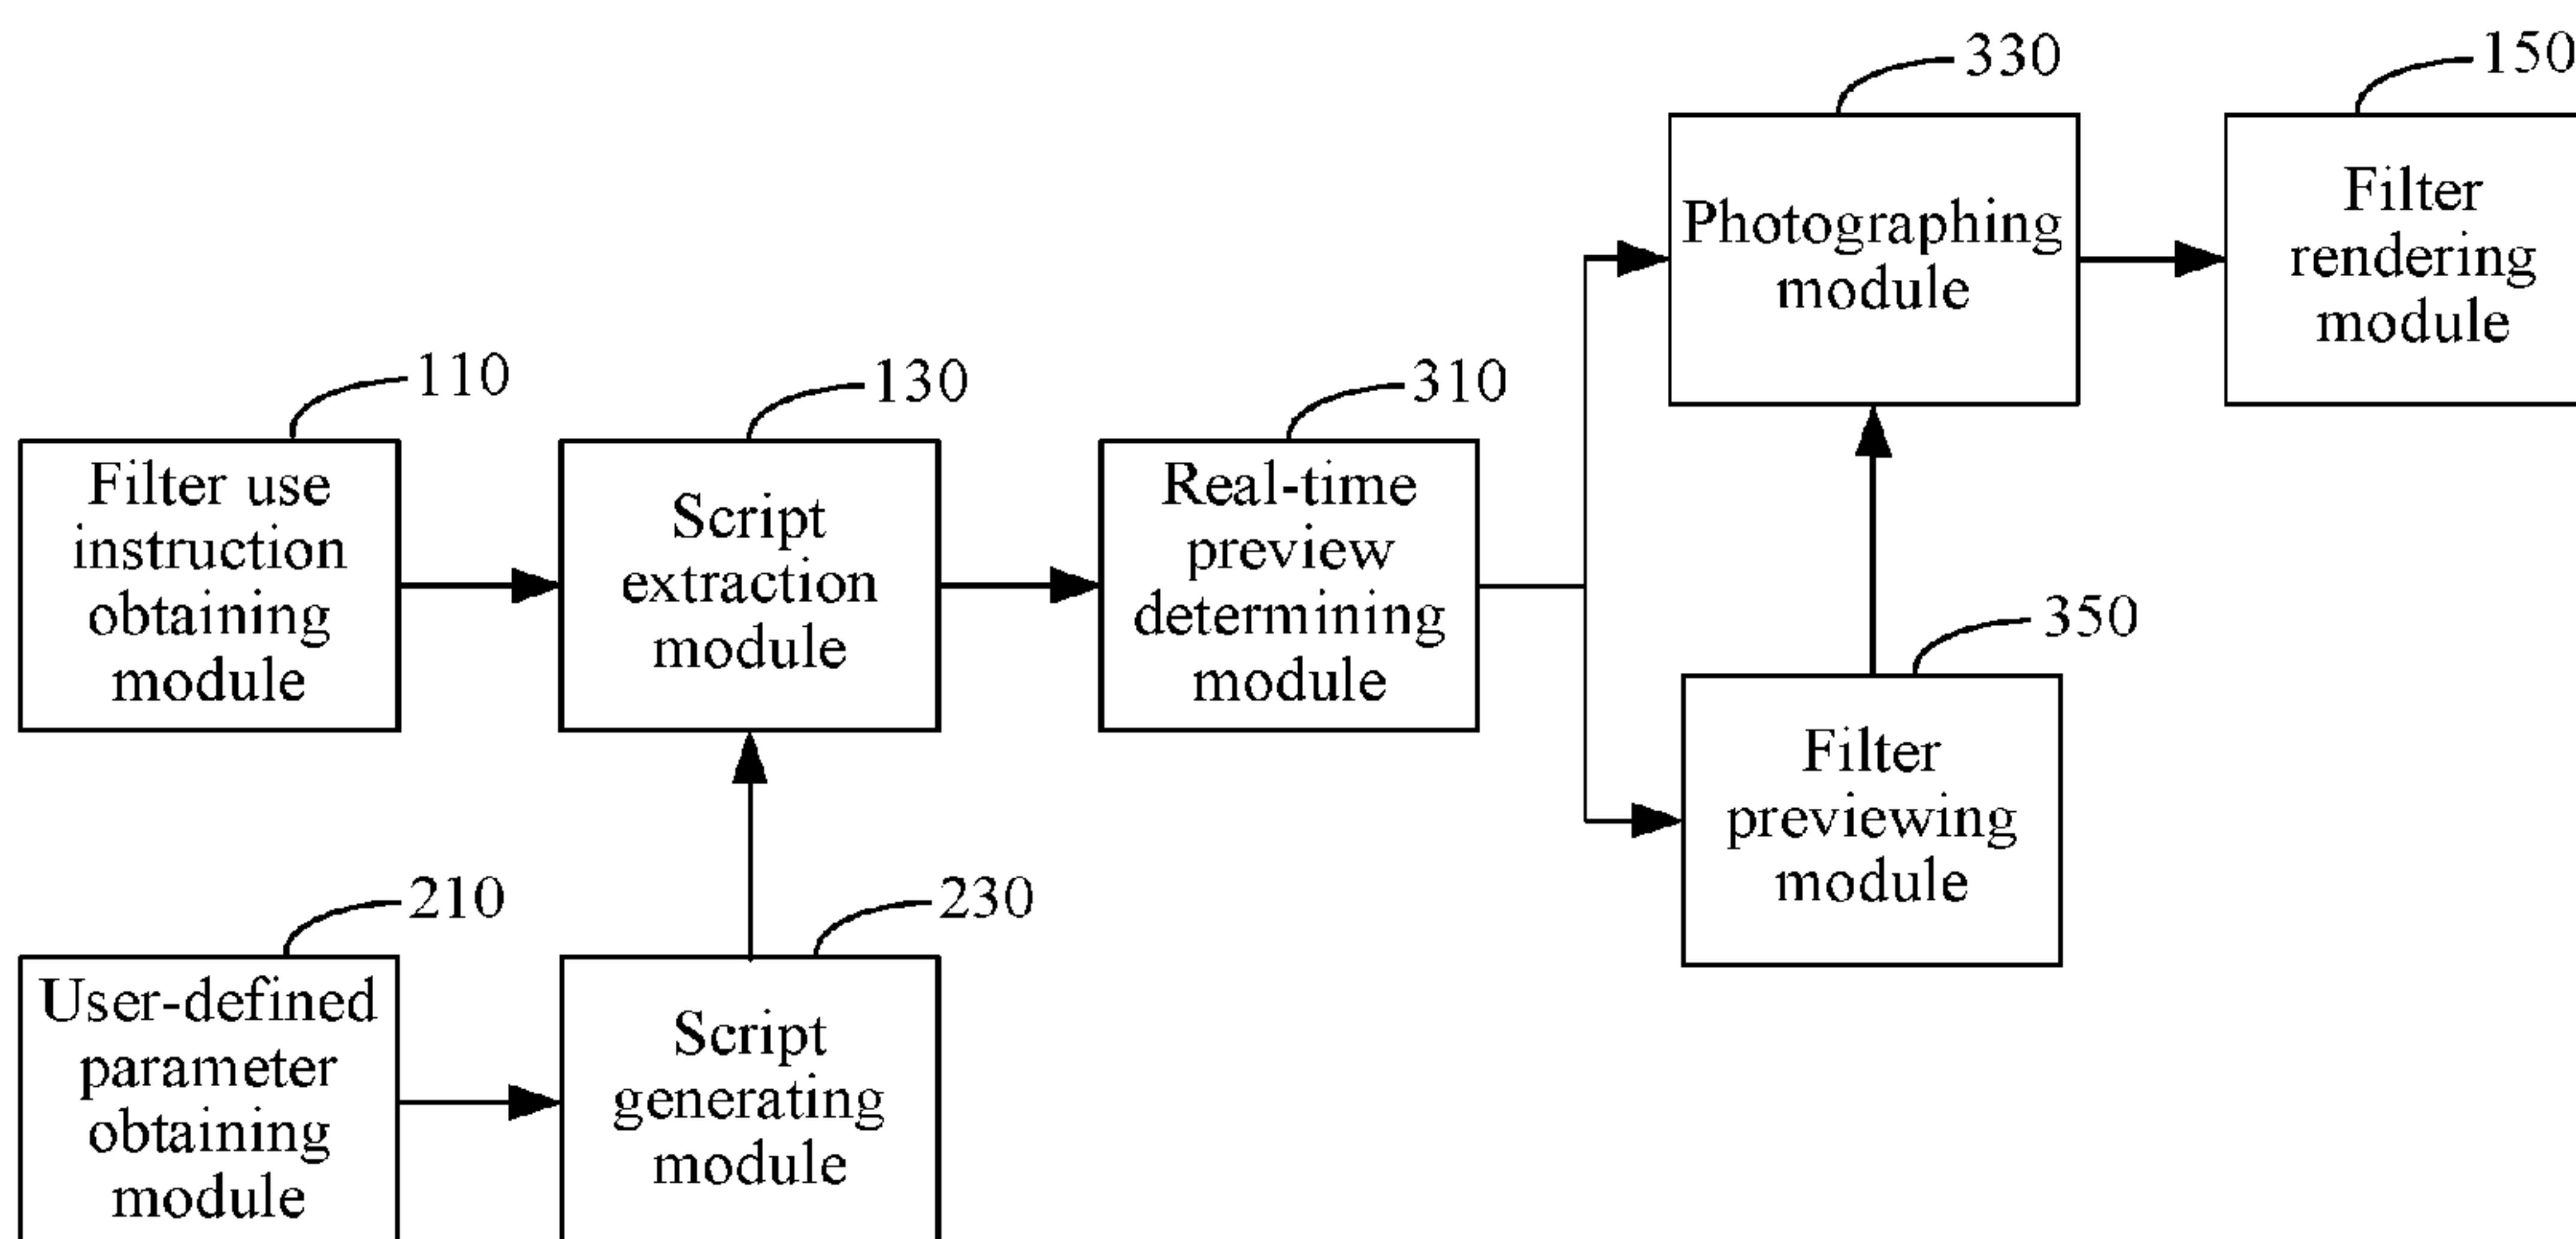 330
150
Photographing
module
Filter
rendering
module
110
130
310
Filter use
instruction
obtaining
module
Script
extraction
module
Real-time
preview
determining
module
350
Filter
previewing
module
210
230
User-defined
parameter
obtaining
module
Script
generating
module